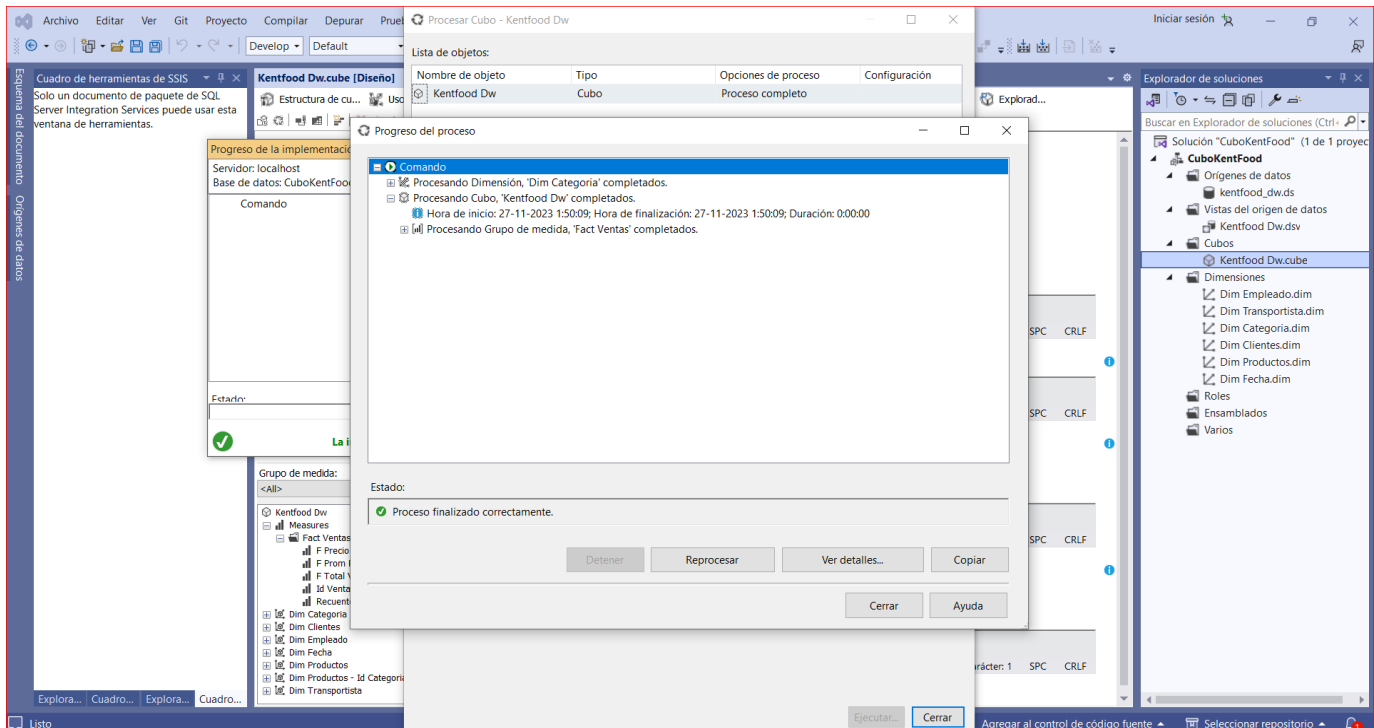 Archivo Editar Ver Git Proyecto Compilar Depurar
Procesar Cubo - Kentfood Dw
Iniciar sesión
Develop Default
Lista de objetos:
Nombre de objeto Tipo Opciones de proceso Configuración
Kentfood Dw Cubo Proceso completo
Esquema del documento
Orígenes de datos
Cuadro de herramientas de SSIS
Solo un documento de paquete de SQL
Server Integration Services puede usar esta
ventana de herramientas.
Kentfood Dw.cube [Diseño]
Estructura de cu...
Explorad...
Progreso de la implementació
Servidor: localhost
Base de datos: CuboKentFoo
Comando
Estado:
La i
Progreso del proceso
Comando
Procesando Dimensión, 'Dim Categoria' completados.
Procesando Cubo, 'Kentfood Dw' completados.
Hora de inicio: 27-11-2023 1:50:09; Hora de finalización: 27-11-2023 1:50:09; Duración: 0:00:00
Procesando Grupo de medida, 'Fact Ventas' completados.
Estado:
Proceso finalizado correctamente.
Detener Reprocesar Ver detalles... Copiar
Cerrar Ayuda
Ejecutar... Cerrar
Grupo de medida:
<All>
Kentfood Dw
Measures
Fact Ventas
F Precio
F Prom
F Total
Id Venta
Recuent
Dim Categoria
Dim Clientes
Dim Empleado
Dim Fecha
Dim Productos
Dim Productos - Id Categoria
Dim Transportista
SPC CRLF
SPC CRLF
SPC CRLF
arácter: 1 SPC CRLF
Explorador de soluciones
Buscar en Explorador de soluciones (Ctrl+
Solución "CuboKentFood" (1 de 1 proyec
CuboKentFood
Orígenes de datos
kentfood_dw.ds
Vistas del origen de datos
Kentfood Dw.dsv
Cubos
Kentfood Dw.cube
Dimensiones
Dim Empleado.dim
Dim Transportista.dim
Dim Categoria.dim
Dim Clientes.dim
Dim Productos.dim
Dim Fecha.dim
Roles
Ensamblados
Varios
Explora... Cuadro... Explora... Cuadro...
Listo
Agregar al control de código fuente Seleccionar repositorio 1